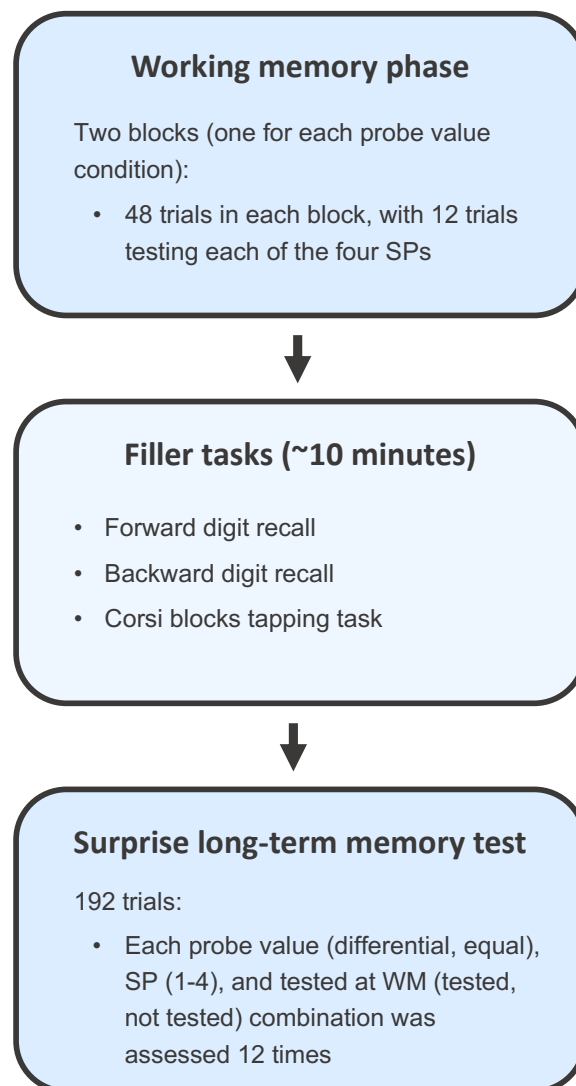 Working memory phase
Two blocks (one for each probe value
condition):
• 48 trials in each block, with 12 trials
testing each of the four SPs
Filler tasks (~10 minutes)
• Forward digit recall
• Backward digit recall
• Corsi blocks tapping task
Surprise long-term memory test
192 trials:
• Each probe value (differential, equal),
SP (1-4), and tested at WM (tested,
not tested) combination was
assessed 12 times